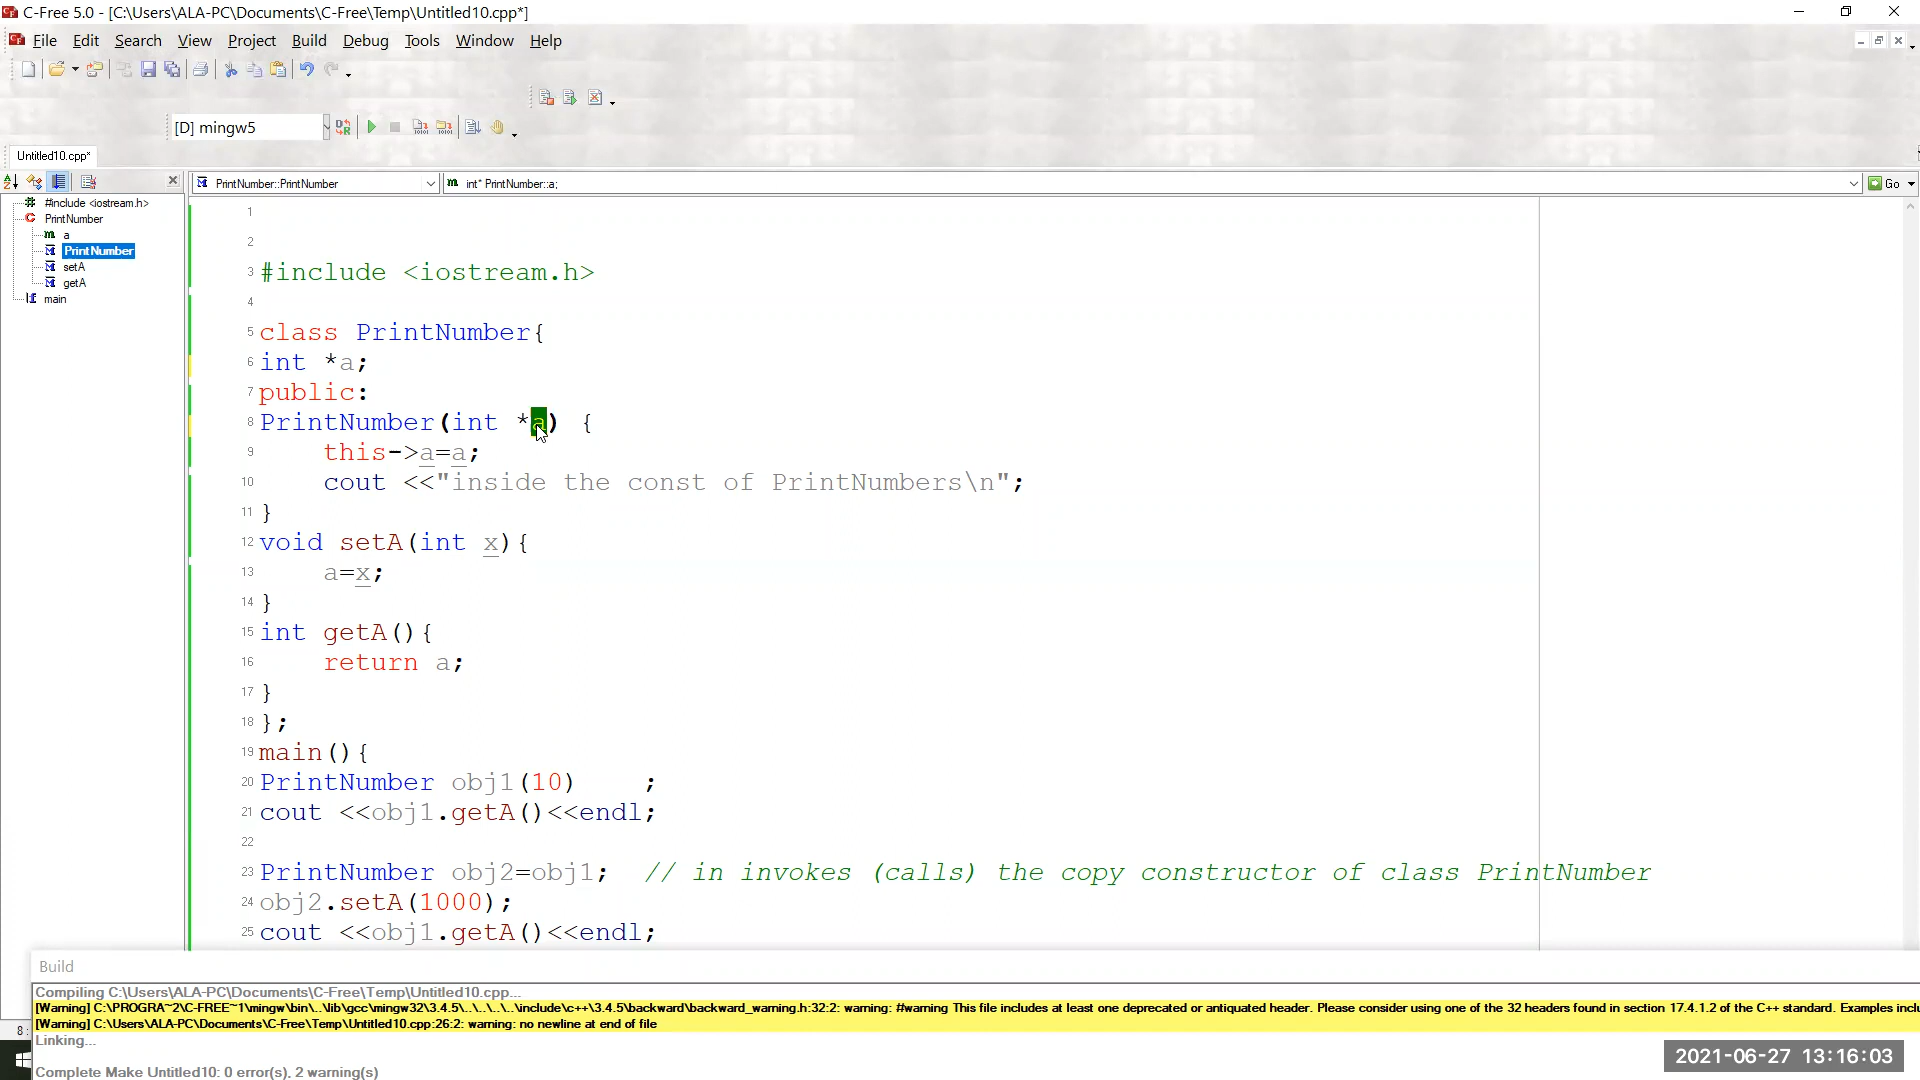 C-Free 5.0 - [C:\Users\ALA-PC\Documents\C-Free\Temp\Untitled10.cpp*]
File Edit Search View Project Build Debug Tools Window Help
[D] mingw5
Untitled10.cpp*
PrintNumber::PrintNumber
int* PrintNumber::a;
Go
#include <iostream.h>
PrintNumber
a
PrintNumber
setA
getA
main
1
2
3 #include <iostream.h>
4
5 class PrintNumber{
6 int *a;
7 public:
8 PrintNumber(int *a) {
9 this->a=a;
10 cout <<"inside the const of PrintNumbers\n";
11 }
12 void setA(int x){
13 a=x;
14 }
15 int getA(){
16 return a;
17 }
18 };
19 main(){
20 PrintNumber obj1(10) ;
21 cout <<obj1.getA()<<endl;
22
23 PrintNumber obj2=obj1; // in invokes (calls) the copy constructor of class PrintNumber
24 obj2.setA(1000);
25 cout <<obj1.getA()<<endl;
Build
Compiling C:\Users\ALA-PC\Documents\C-Free\Temp\Untitled10.cpp...
[Warning] C:\PROGRA~2\C-FREE~1\mingw\bin\..\lib\gcc\mingw32\3.4.5\..\..\..\..\include\c++\3.4.5\backward\backward_warning.h:32:2: warning: #warning This file includes at least one deprecated or antiquated header. Please consider using one of the 32 headers found in section 17.4.1.2 of the C++ standard. Examples inclu
[Warning] C:\Users\ALA-PC\Documents\C-Free\Temp\Untitled10.cpp:26:2: warning: no newline at end of file
8:
Linking...
Complete Make Untitled10: 0 error(s), 2 warning(s)
2021-06-27 13:16:03